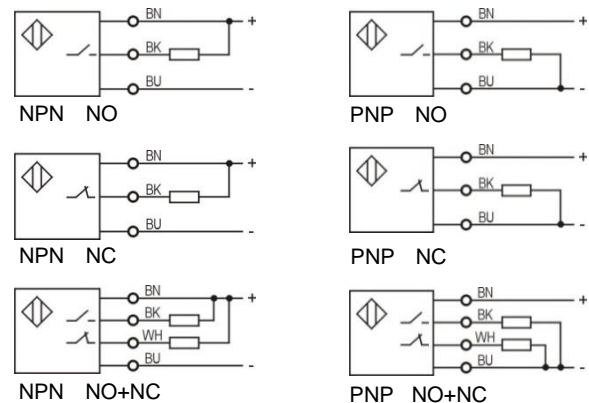 BN +
BK
BU -
NPN NO
BN +
BK
BU -
PNP NO
BN +
BK
BU -
NPN NC
BN +
BK
BU -
PNP NC
BN +
BK
WH
BU -
NPN NO+NC
BN +
BK
WH
BU -
PNP NO+NC